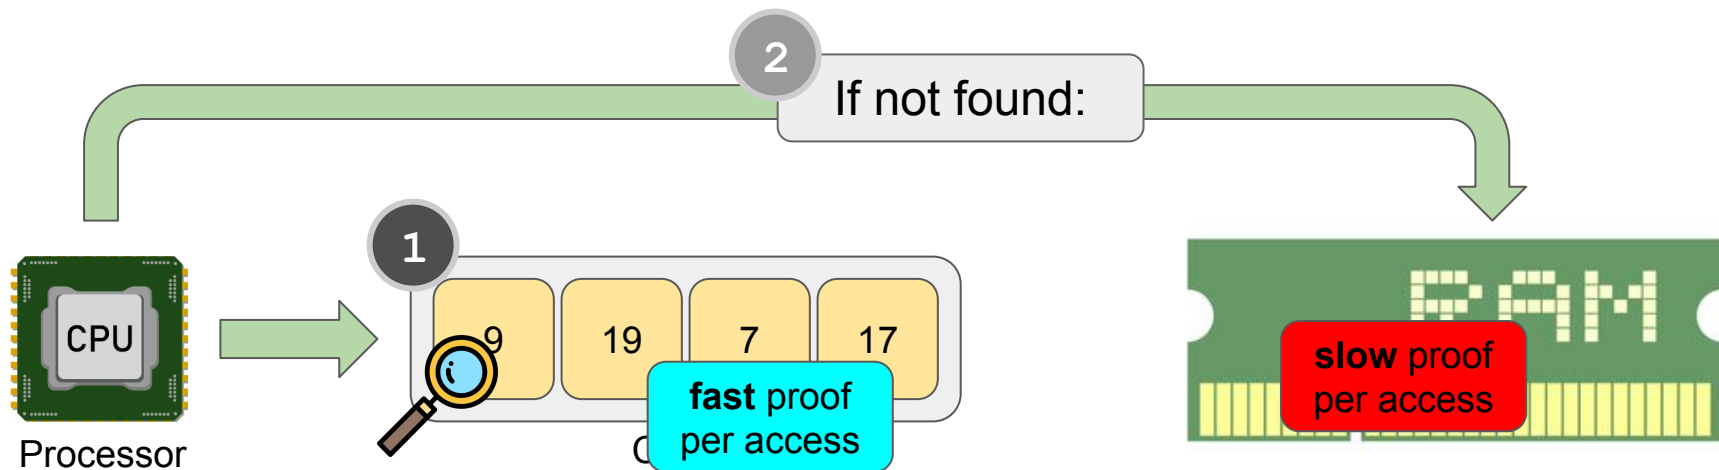 2
If not found:
1
CPU
9 19 7 17
RAM
fast proof
per access
slow proof
per access
Processor